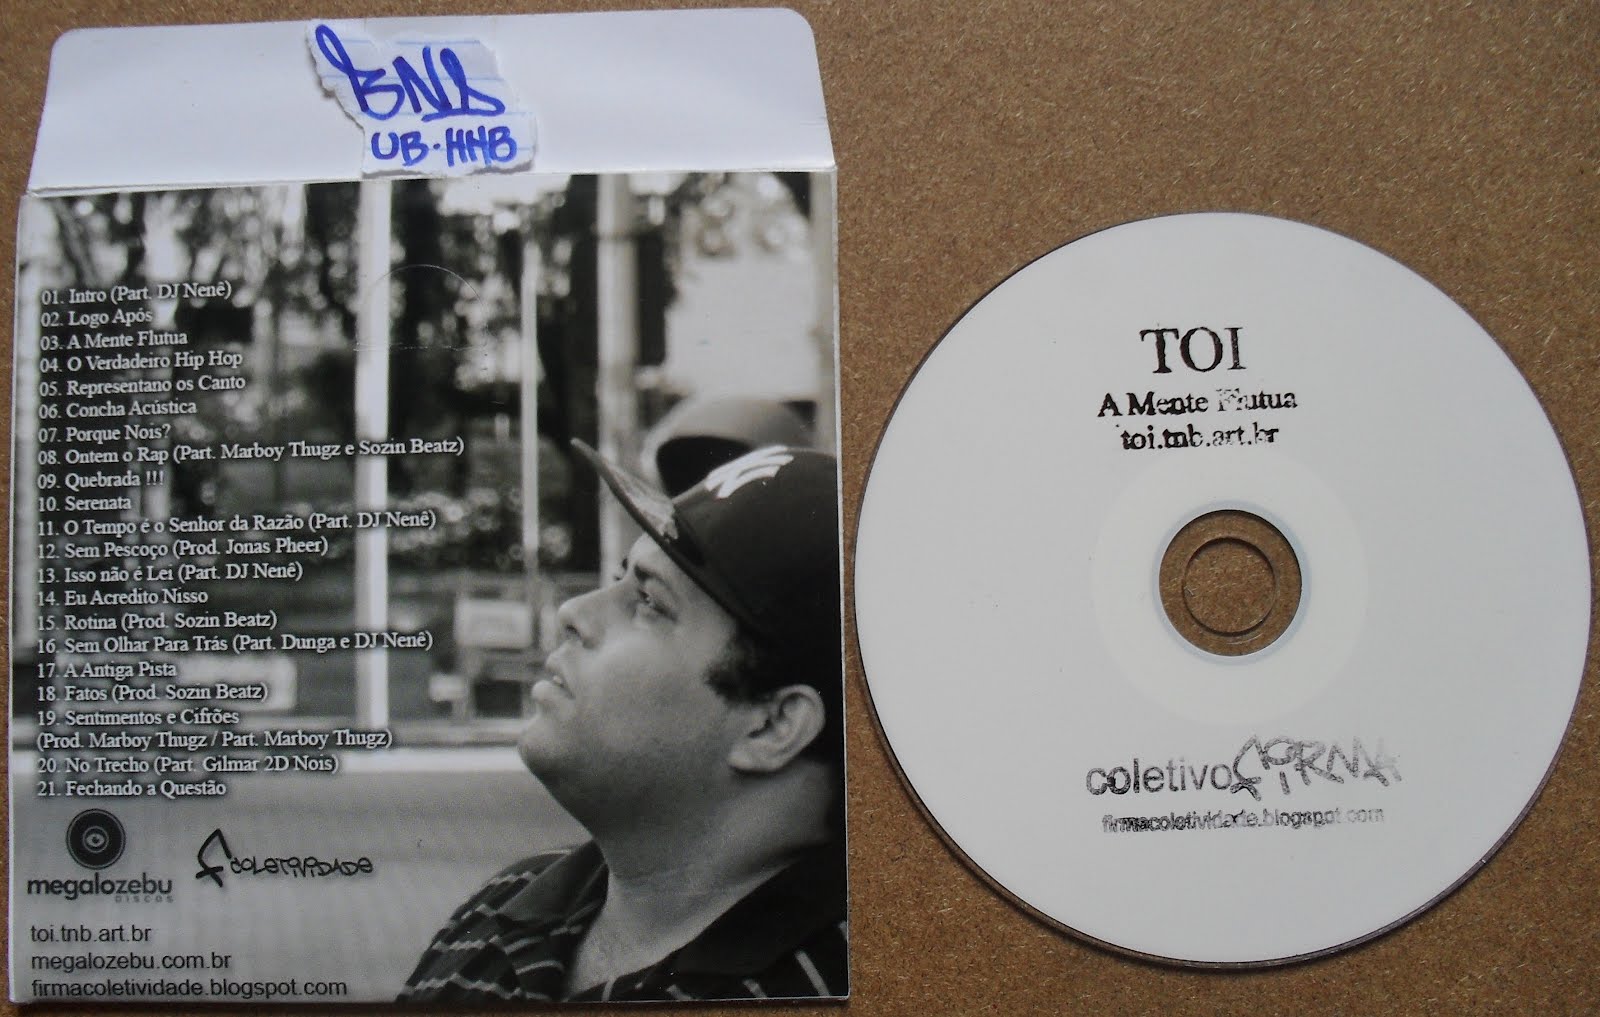 BNL
UB·HHB
01. Intro (Part. DJ Nenê)
02. Logo Após
03. A Mente Flutua
04. O Verdadeiro Hip Hop
05. Representano os Canto
06. Concha Acústica
07. Porque Nois?
08. Ontem o Rap (Part. Marboy Thugz e Sozin Beatz)
09. Quebrada !!!
10. Serenata
11. O Tempo é o Senhor da Razão (Part. DJ Nenê)
12. Sem Pescoço (Prod. Jonas Pheer)
13. Isso não é Lei (Part. DJ Nenê)
14. Eu Acredito Nisso
15. Rotina (Prod. Sozin Beatz)
16. Sem Olhar Para Trás (Part. Dunga e DJ Nenê)
17. A Antiga Pista
18. Fatos (Prod. Sozin Beatz)
19. Sentimentos e Cifrões
(Prod. Marboy Thugz / Part. Marboy Thugz)
20. No Trecho (Part. Gilmar 2D Nois)
21. Fechando a Questão
megalozebu
DISCOS
COLETIVIDADE
toi.tnb.art.br
megalozebu.com.br
firmacoletividade.blogspot.com
TOI
A Mente Flutua
toi.tnb.art.br
coletivo FIRMA
firmacoletividade.blogspot.com